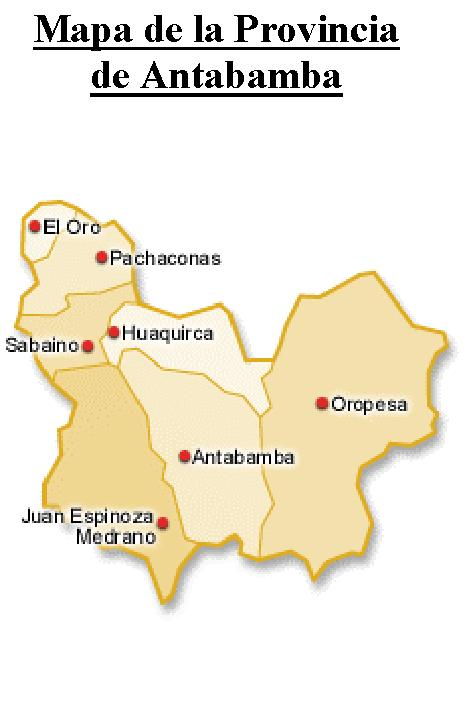 Mapa de la Provincia
de Antabamba
El Oro
Pachaconas
Huaquirca
Sabaino
Oropesa
Antabamba
Juan Espinoza
Medrano